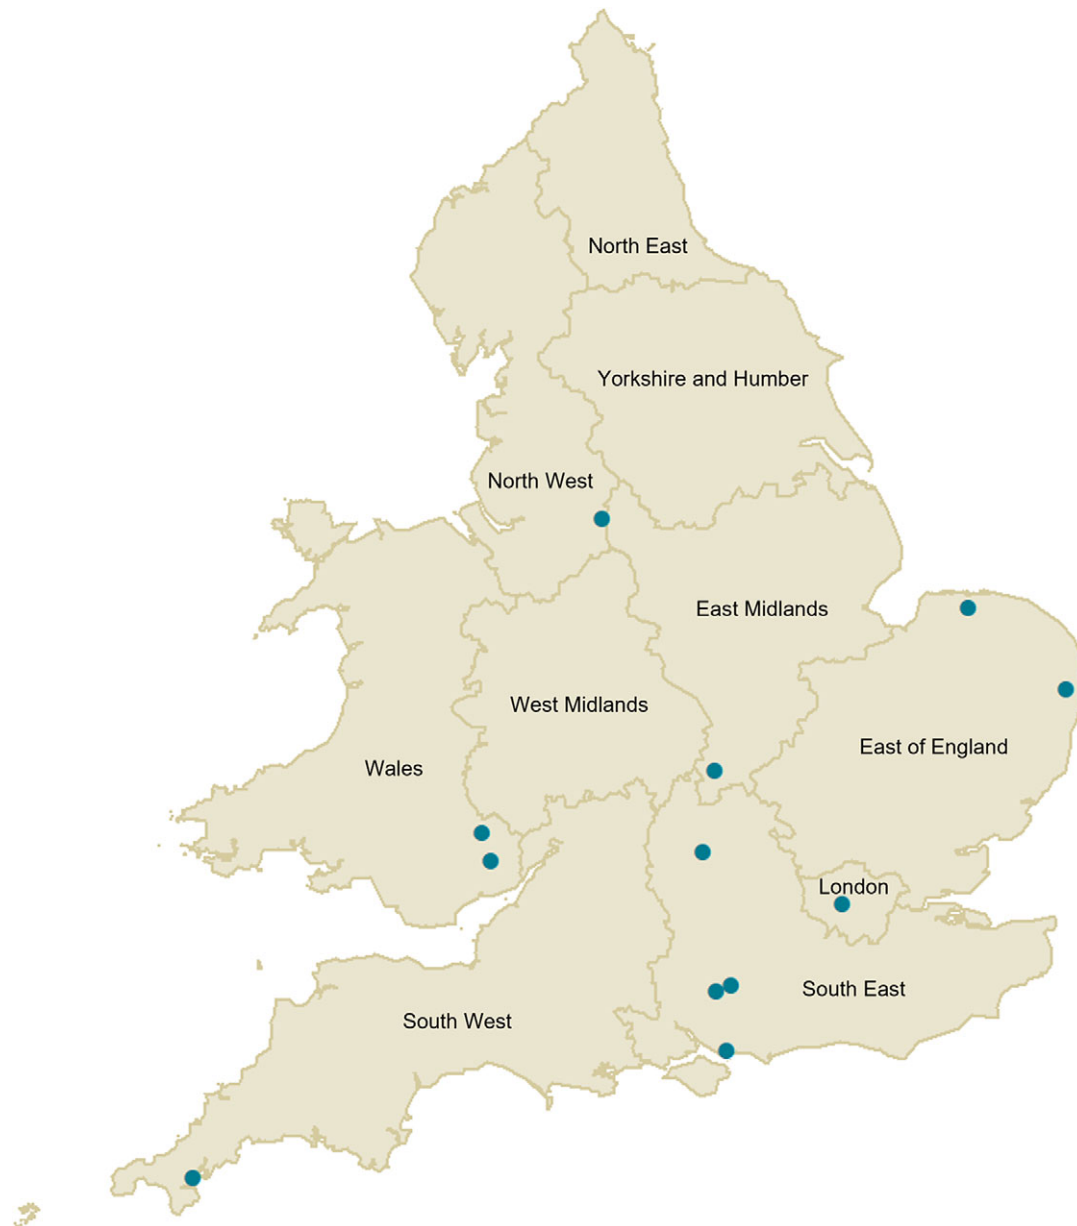 North East
Yorkshire and Humber
North West
East Midlands
West Midlands
East of England
Wales
London
South East
South West